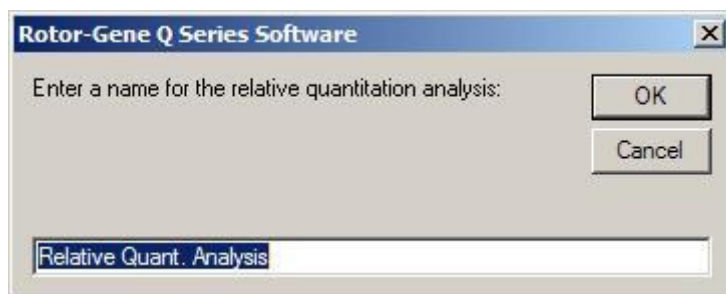 Rotor-Gene Q Series Software
Enter a name for the relative quantitation analysis:
OK
Cancel
Relative Quant. Analysis